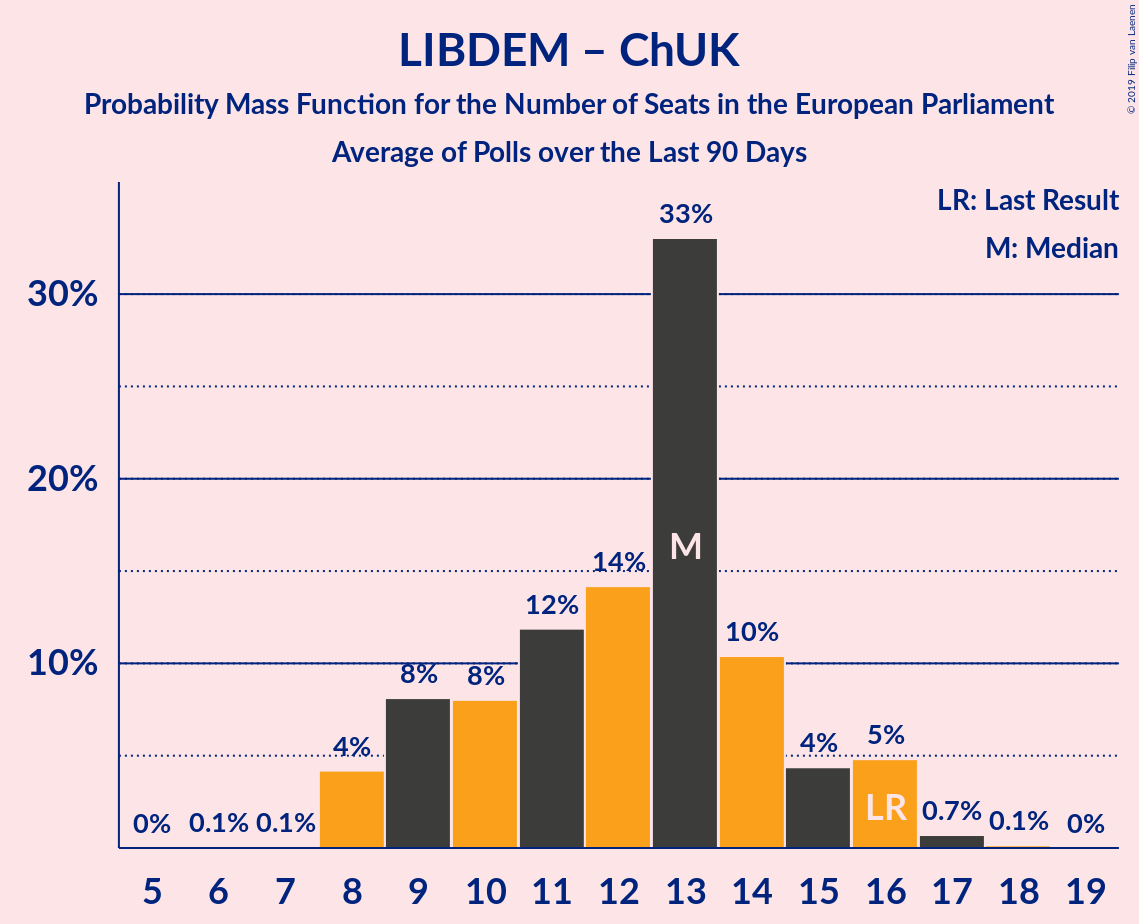 LIBDEM – ChUK
Probability Mass Function for the Number of Seats in the European Parliament
Average of Polls over the Last 90 Days
© 2019 Filip van Laenen
LR: Last Result
M: Median
33%
30%
20%
M
14%
12%
10%
10%
8%
8%
4%
4%
5%
LR
0%
0.1%
0.1%
0.7%
0.1%
0%
5 6 7 8 9 10 11 12 13 14 15 16 17 18 19